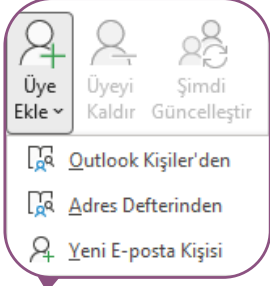 Üye Üyeyi Şimdi
Ekle Kaldır Güncelleştir
Outlook Kişiler'den
Adres Defterinden
Yeni E-posta Kişisi